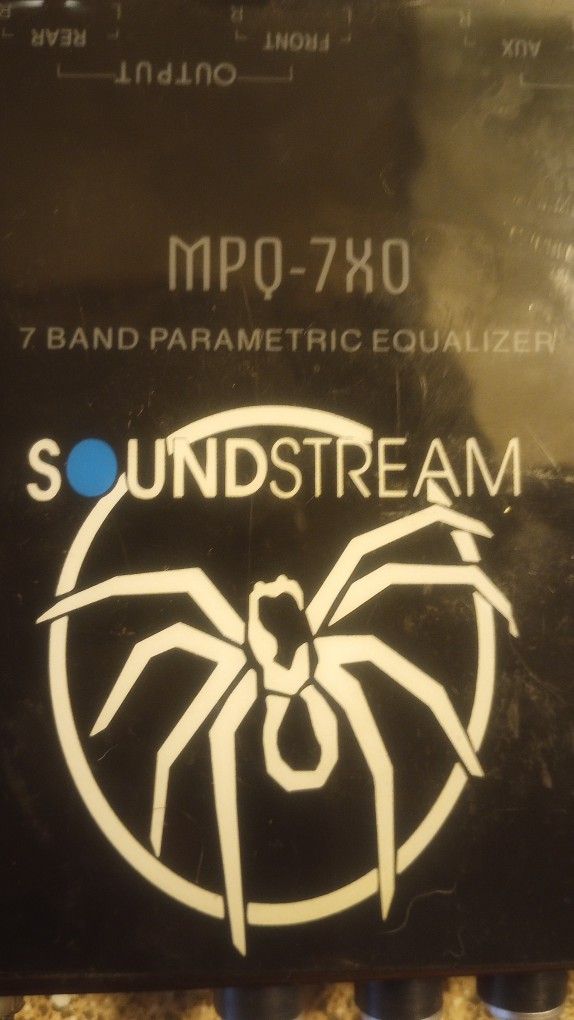 R L R L R
REAR FRONT AUX
OUTPUT
MPQ-7XO
7 BAND PARAMETRIC EQUALIZER
SOUNDSTREAM